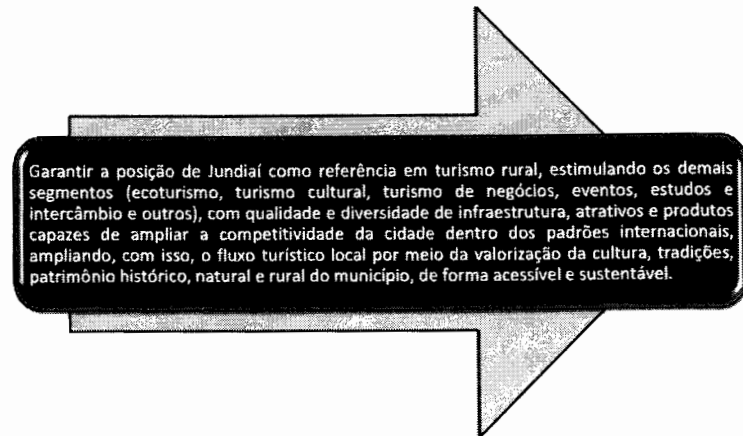 Garantir a posição de Jundiaí como referência em turismo rural, estimulando os demais
segmentos (ecoturismo, turismo cultural, turismo de negócios, eventos, estudos e
intercâmbio e outros), com qualidade e diversidade de infraestrutura, atrativos e produtos
capazes de ampliar a competitividade da cidade dentro dos padrões internacionais,
ampliando, com isso, o fluxo turístico local por meio da valorização da cultura, tradições,
patrimônio histórico, natural e rural do município, de forma acessível e sustentável.